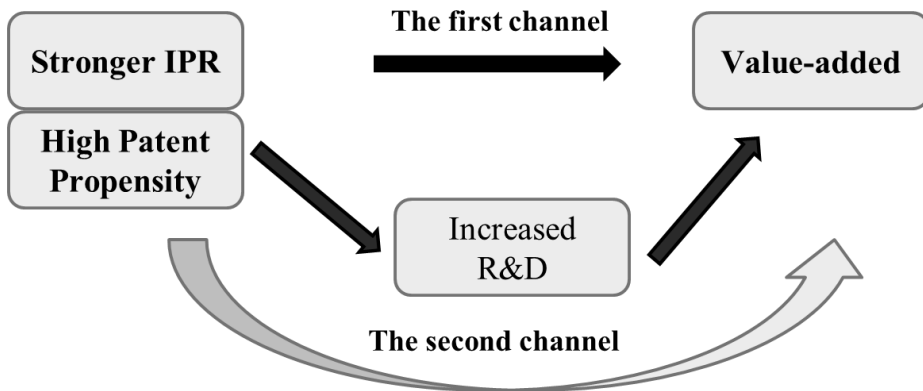 The first channel
Stronger IPR
Value-added
High Patent
Propensity
Increased
R&D
The second channel